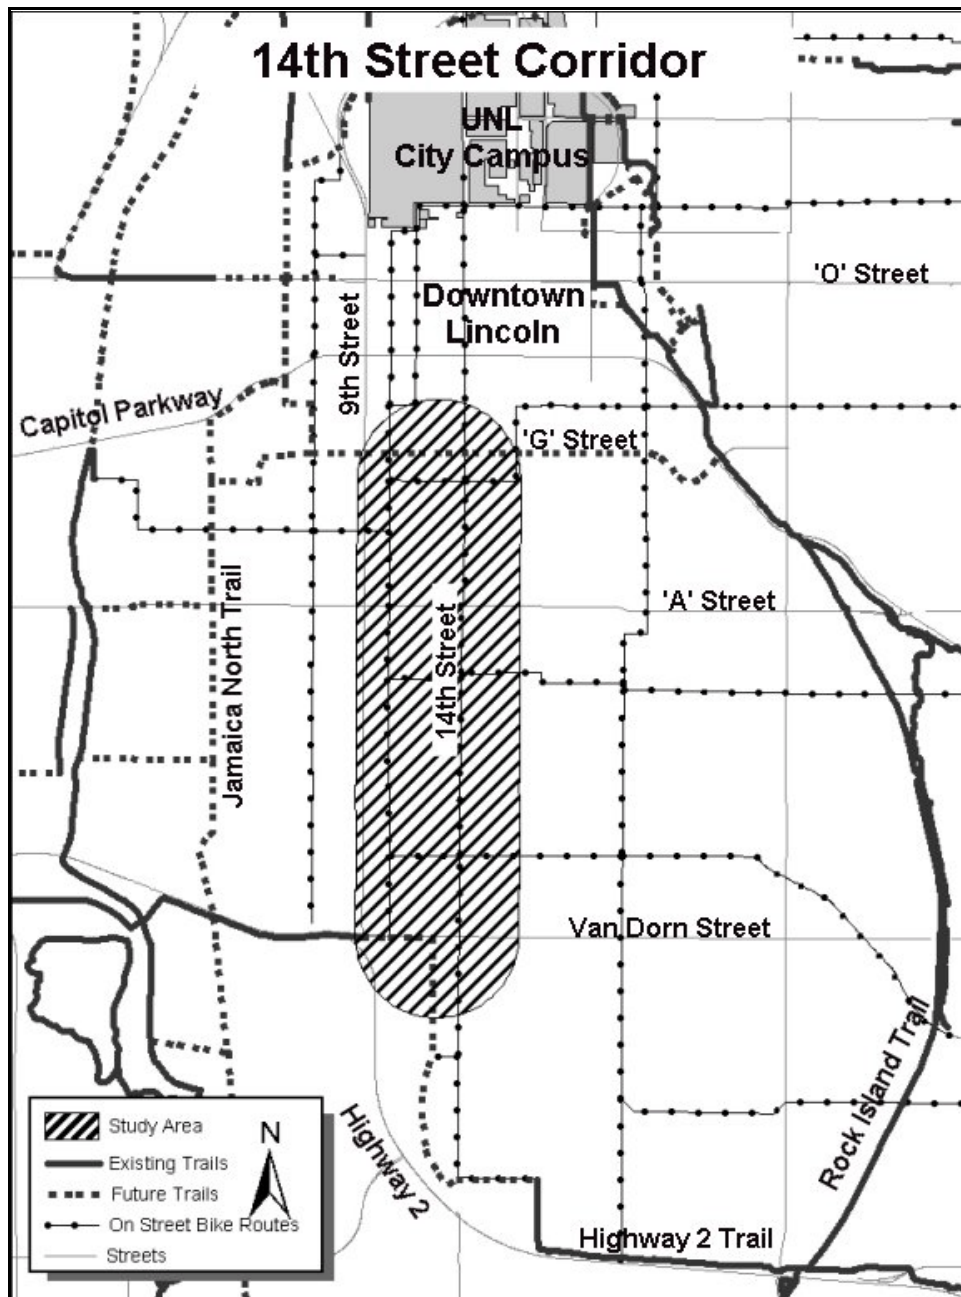 14th Street Corridor
UNL
City Campus
'O' Street
Downtown
Lincoln
9th Street
Capitol Parkway
'G' Street
'A' Street
Jamaica North Trail
14th Street
Van Dorn Street
Rock Island Trail
Highway 2
Highway 2 Trail
Study Area
N
Existing Trails
Future Trails
On Street Bike Routes
Streets